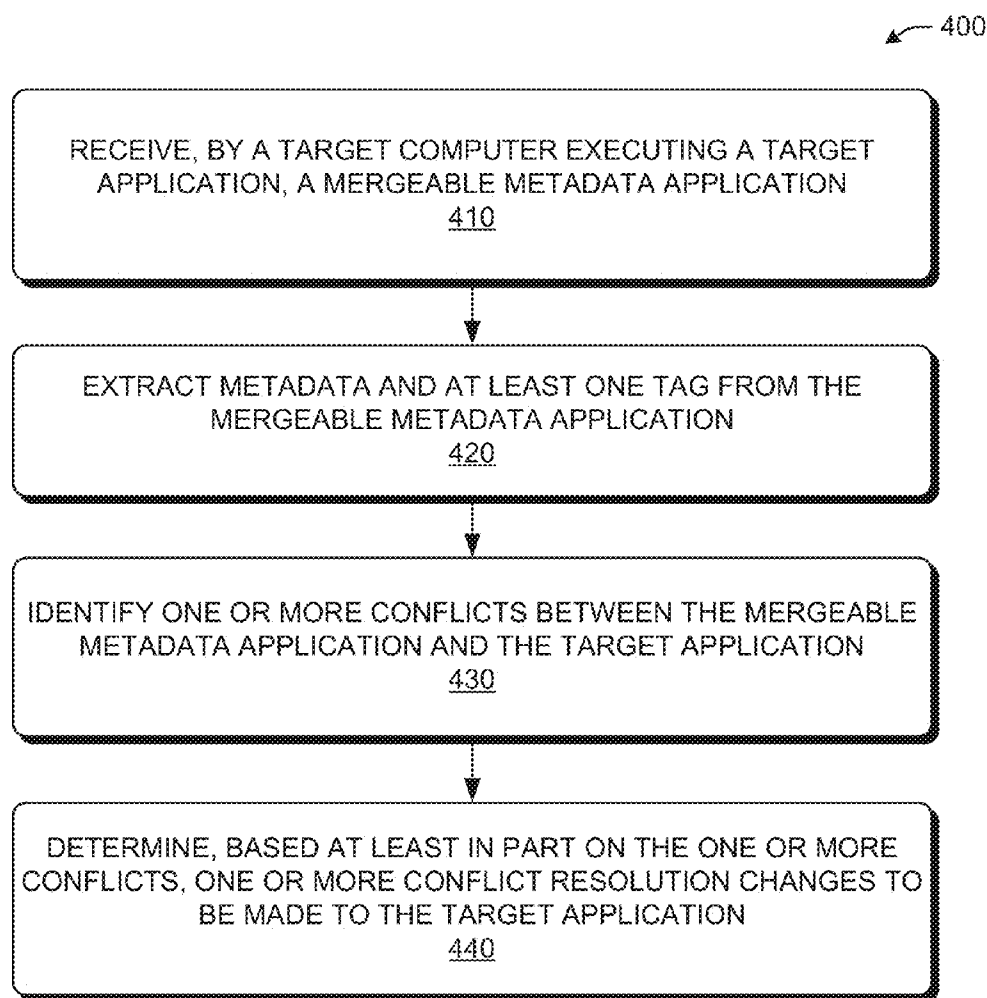 400
RECEIVE, BY A TARGET COMPUTER EXECUTING A TARGET
APPLICATION, A MERGEABLE METADATA APPLICATION
410
EXTRACT METADATA AND AT LEAST ONE TAG FROM THE
MERGEABLE METADATA APPLICATION
420
IDENTIFY ONE OR MORE CONFLICTS BETWEEN THE MERGEABLE
METADATA APPLICATION AND THE TARGET APPLICATION
430
DETERMINE, BASED AT LEAST IN PART ON THE ONE OR MORE
CONFLICTS, ONE OR MORE CONFLICT RESOLUTION CHANGES TO
BE MADE TO THE TARGET APPLICATION
440